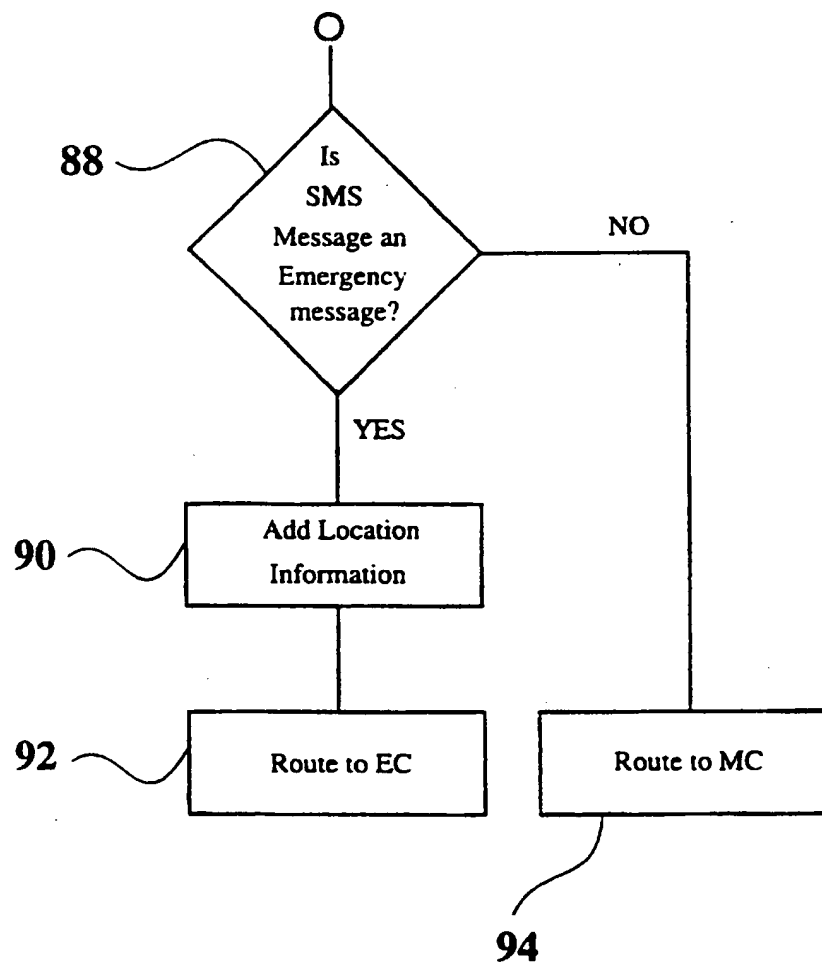 88
Is
SMS
Message an
Emergency
message?
NO
YES
90
Add Location
Information
92
Route to EC
Route to MC
94